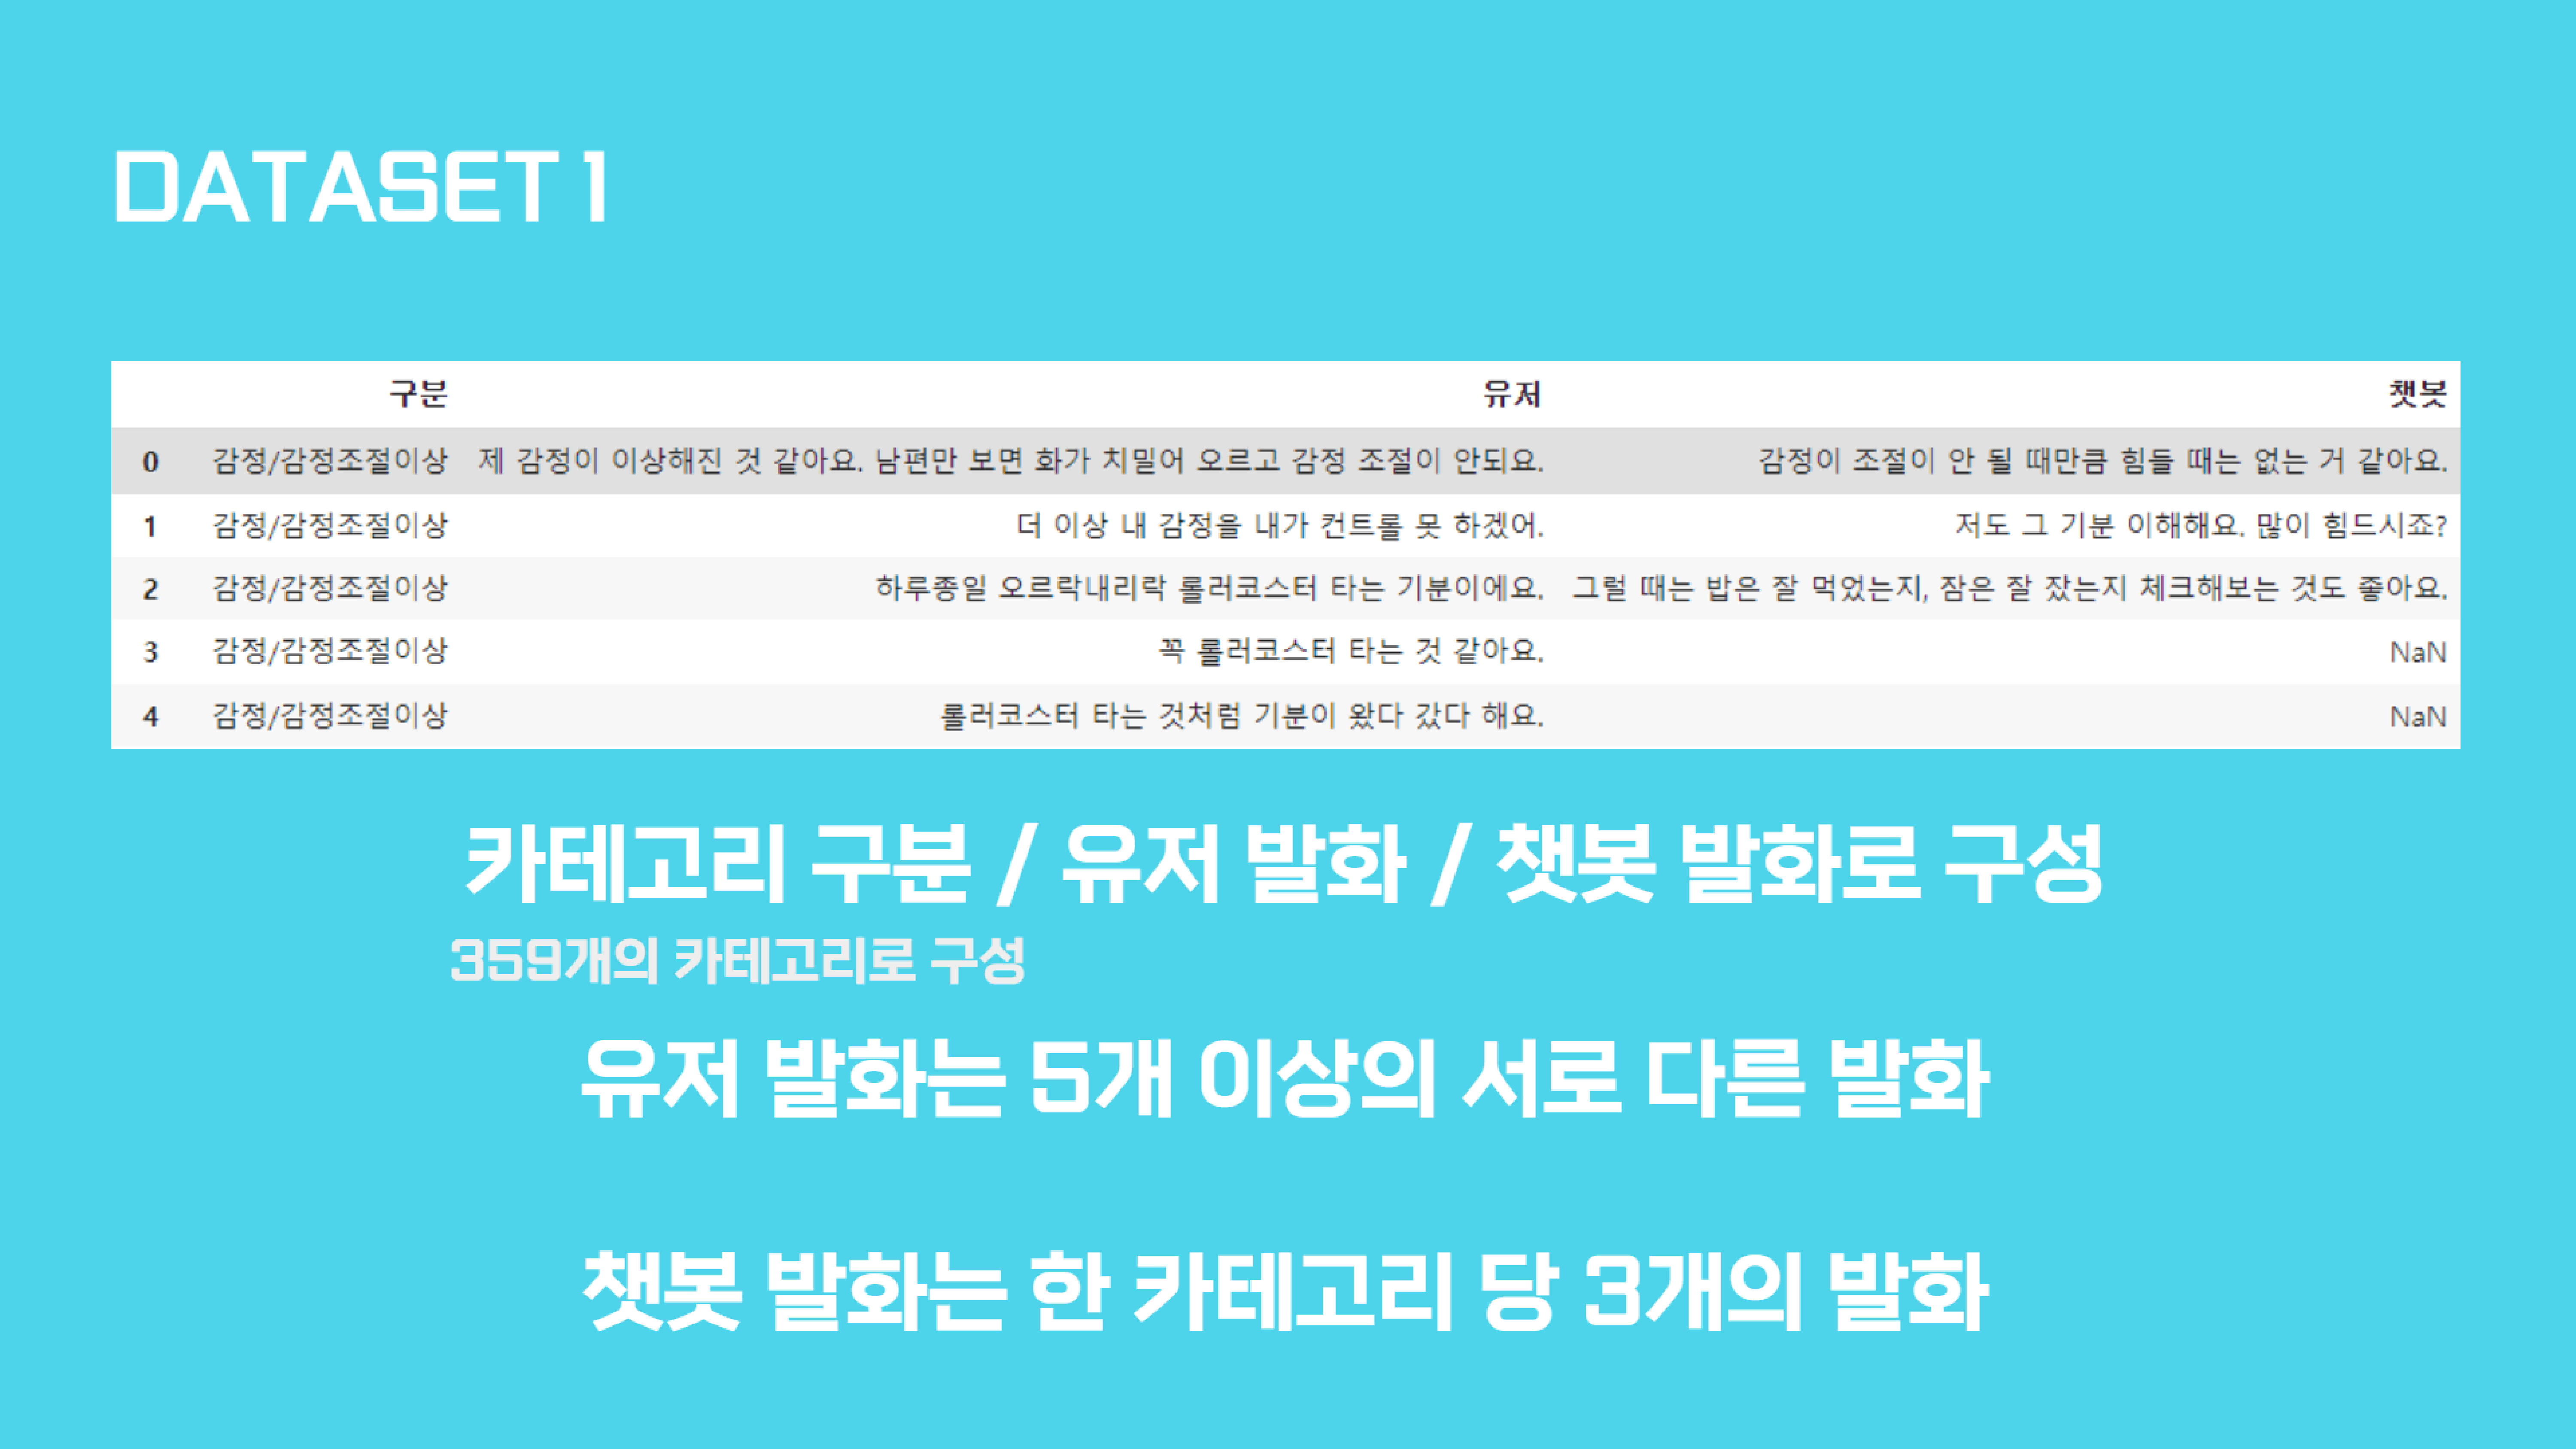 DATASET 1
구분 유저 챗봇
0 감정/감정조절이상 제 감정이 이상해진 것 같아요. 남편만 보면 화가 치밀어 오르고 감정 조절이 안되요. 감정이 조절이 안 될 때만큼 힘들 때는 없는 거 같아요.
1 감정/감정조절이상 더 이상 내 감정을 내가 컨트롤 못 하겠어. 저도 그 기분 이해해요. 많이 힘드시죠?
2 감정/감정조절이상 하루종일 오르락내리락 롤러코스터 타는 기분이에요. 그럴 때는 밥은 잘 먹었는지, 잠은 잘 잤는지 체크해보는 것도 좋아요.
3 감정/감정조절이상 꼭 롤러코스터 타는 것 같아요. NaN
4 감정/감정조절이상 롤러코스터 타는 것처럼 기분이 왔다 갔다 해요. NaN
카테고리 구분 / 유저 발화 / 챗봇 발화로 구성
359개의 카테고리로 구성
유저 발화는 5개 이상의 서로 다른 발화
챗봇 발화는 한 카테고리 당 3개의 발화